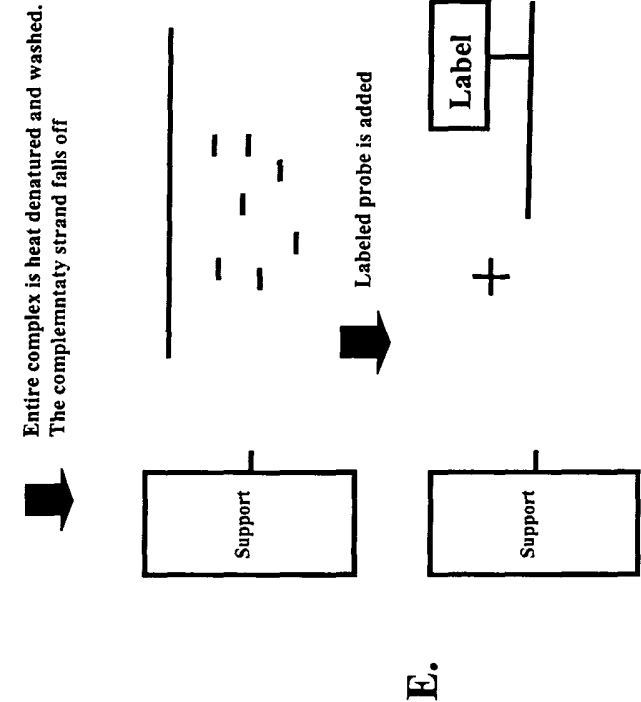 Entire complex is heat denatured and washed.
The complemntaty strand falls off
Support
Labeled probe is added
E.
Support
+
Label